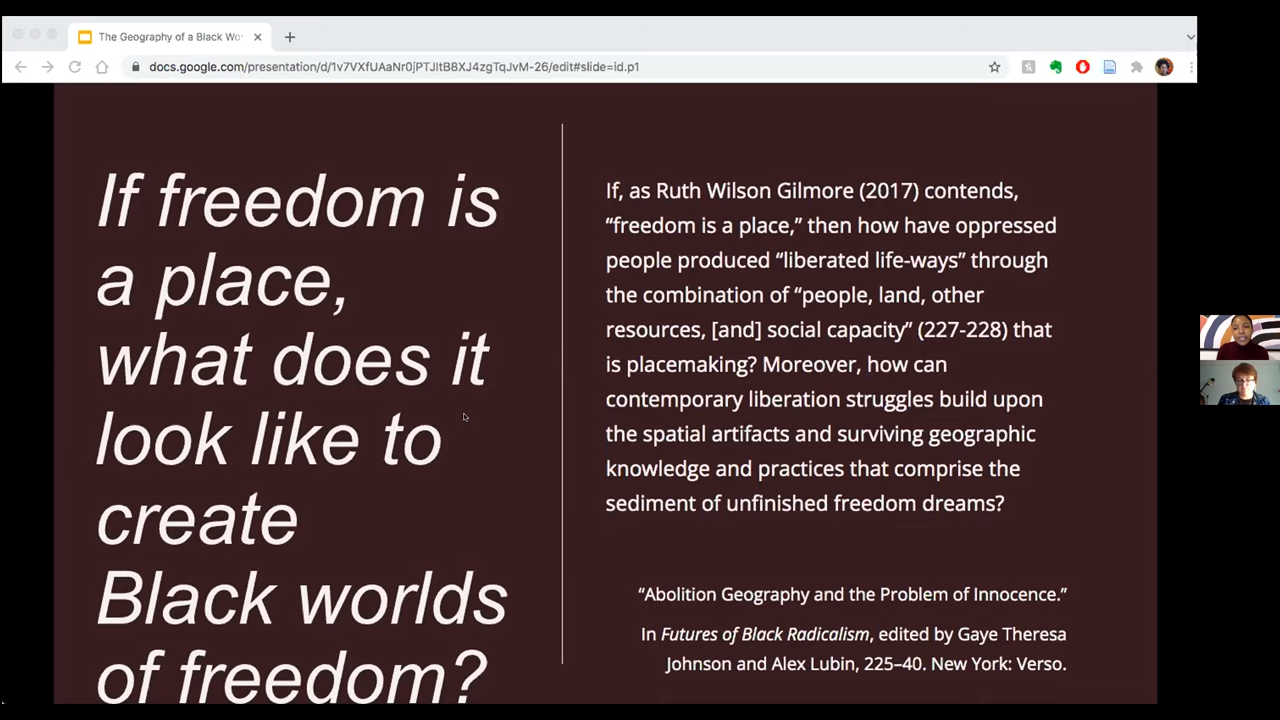 The Geography of a Black Wo
docs.google.com/presentation/d/1v7VXfUAaNr0jPTJItB8XJ4zgTqJvM-26/edit#slide=id.p1
If freedom is
a place,
what does it
look like to
create
Black worlds
of freedom?
If, as Ruth Wilson Gilmore (2017) contends,
“freedom is a place,” then how have oppressed
people produced “liberated life-ways” through
the combination of “people, land, other
resources, [and] social capacity” (227-228) that
is placemaking? Moreover, how can
contemporary liberation struggles build upon
the spatial artifacts and surviving geographic
knowledge and practices that comprise the
sediment of unfinished freedom dreams?
“Abolition Geography and the Problem of Innocence.”
In Futures of Black Radicalism, edited by Gaye Theresa
Johnson and Alex Lubin, 225–40. New York: Verso.